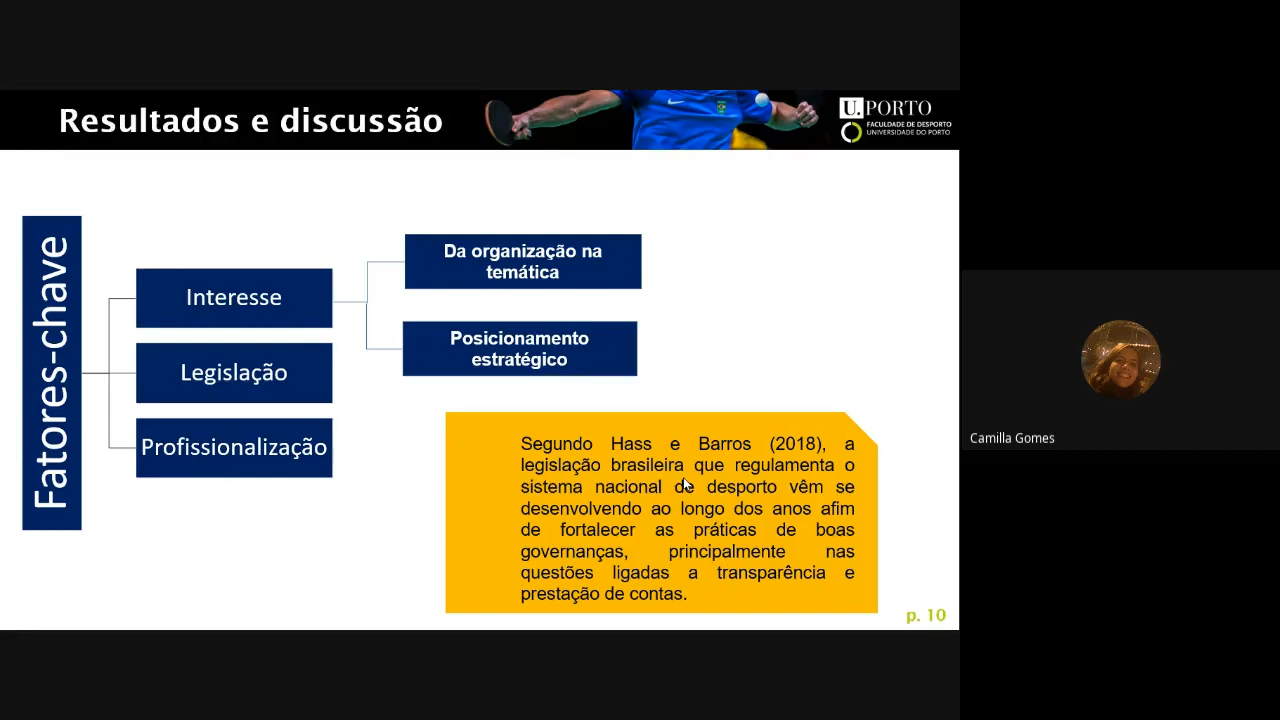 Resultados e discussão
U.PORTO
FACULDADE DE DESPORTO
UNIVERSIDADE DO PORTO
Fatores-chave
Interesse
Legislação
Profissionalização
Da organização na
temática
Posicionamento
estratégico
Segundo Hass e Barros (2018), a
legislação brasileira que regulamenta o
sistema nacional de desporto vêm se
desenvolvendo ao longo dos anos afim
de fortalecer as práticas de boas
governanças, principalmente nas
questões ligadas a transparência e
prestação de contas.
p. 10
Camilla Gomes